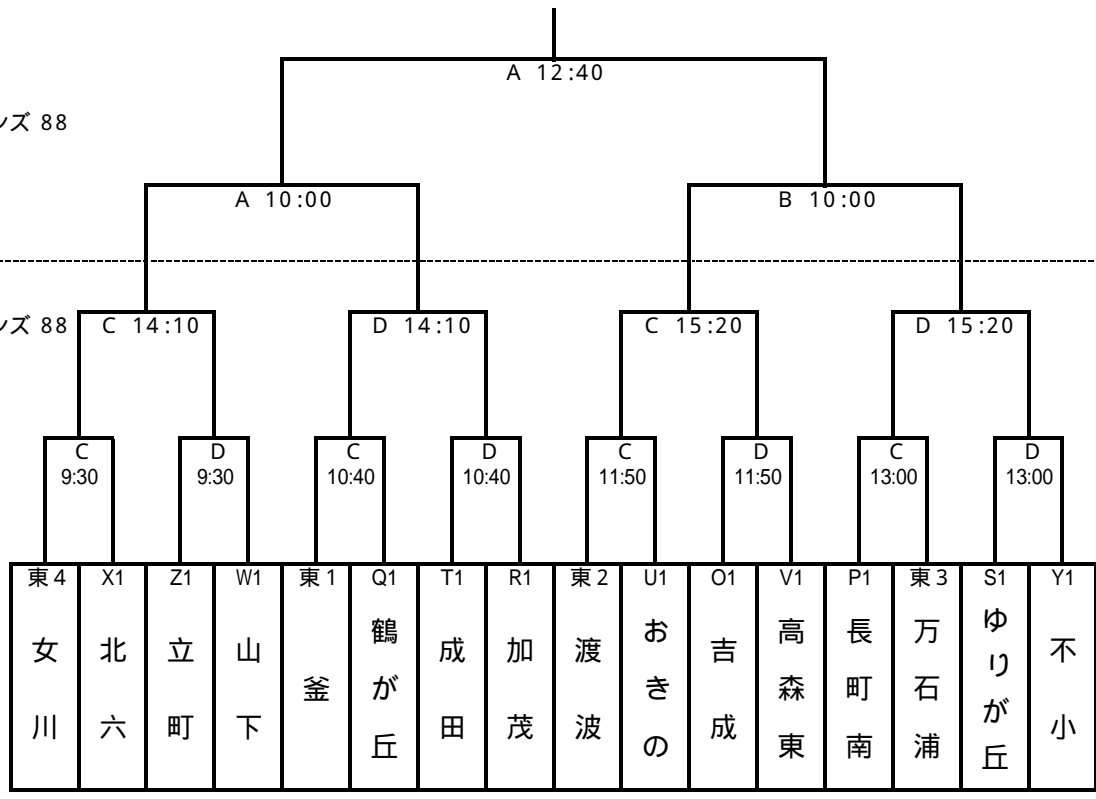 A 12:40
ンズ 88
A 10:00
B 10:00
ンズ 88
C 14:10
D 14:10
C 15:20
D 15:20
C
9:30
D
9:30
C
10:40
D
10:40
C
11:50
D
11:50
C
13:00
D
13:00
東4
女川
X1
北六
Z1
立町
W1
山下
東1
釜
Q1
鶴が丘
T1
成田
R1
加茂
東2
渡波
U1
おきの
O1
吉成
V1
高森東
P1
長町南
東3
万石浦
S1
ゆりが丘
Y1
不小